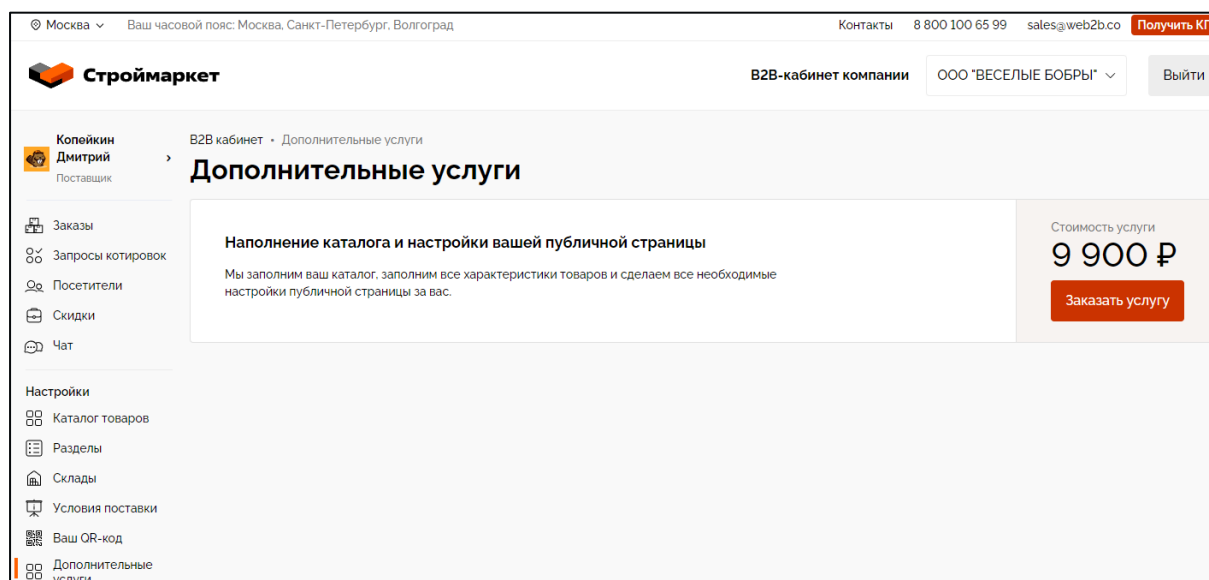 Москва
Ваш часовой пояс: Москва, Санкт-Петербург, Волгоград
Контакты
8 800 100 65 99
sales@web2b.co
Получить КП
Строймаркет
B2B-кабинет компании
ООО "ВЕСЕЛЫЕ БОБРЫ"
Выйти
Копейкин
Дмитрий
Поставщик
B2B кабинет • Дополнительные услуги
Дополнительные услуги
Заказы
Запросы котировок
Посетители
Скидки
Чат
Настройки
Каталог товаров
Разделы
Склады
Условия поставки
Ваш QR-код
Дополнительные
услуги
Наполнение каталога и настройки вашей публичной страницы
Мы заполним ваш каталог, заполним все характеристики товаров и сделаем все необходимые
настройки публичной страницы за вас.
Стоимость услуги
9 900 ₽
Заказать услугу